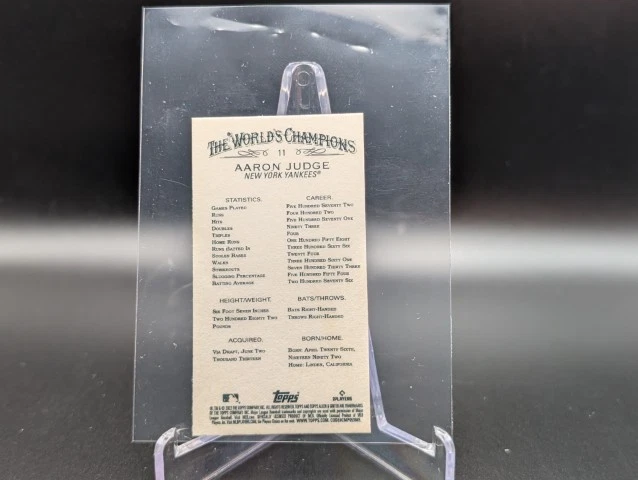 THE WORLD'S CHAMPIONS
11
AARON JUDGE
NEW YORK YANKEES®
STATISTICS. CAREER.
GAMES PLAYED FIVE HUNDRED SEVENTY TWO
RUNS FOUR HUNDRED TWO
HITS FIVE HUNDRED SEVENTY ONE
DOUBLES NINETY THREE
TRIPLES FOUR
HOME RUNS ONE HUNDRED FIFTY EIGHT
RUNS BATTED IN THREE HUNDRED SIXTY SIX
STOLEN BASES TWENTY FOUR
WALKS THREE HUNDRED SIXTY ONE
STRIKEOUTS SEVEN HUNDRED THIRTY THREE
SLUGGING PERCENTAGE FIVE HUNDRED FIFTY FOUR
BATTING AVERAGE TWO HUNDRED SEVENTY SIX
HEIGHT/WEIGHT. BATS/THROWS.
SIX FOOT SEVEN INCHES BATS RIGHT-HANDED
TWO HUNDRED EIGHTY TWO THROWS RIGHT-HANDED
POUNDS
ACQUIRED. BORN/HOME.
VIA DRAFT, JUNE TWO BORN: APRIL TWENTY SIXTH,
THOUSAND THIRTEEN NINETEEN NINETY TWO
HOME: LINDEN, CALIFORNIA
topps PLAYERS